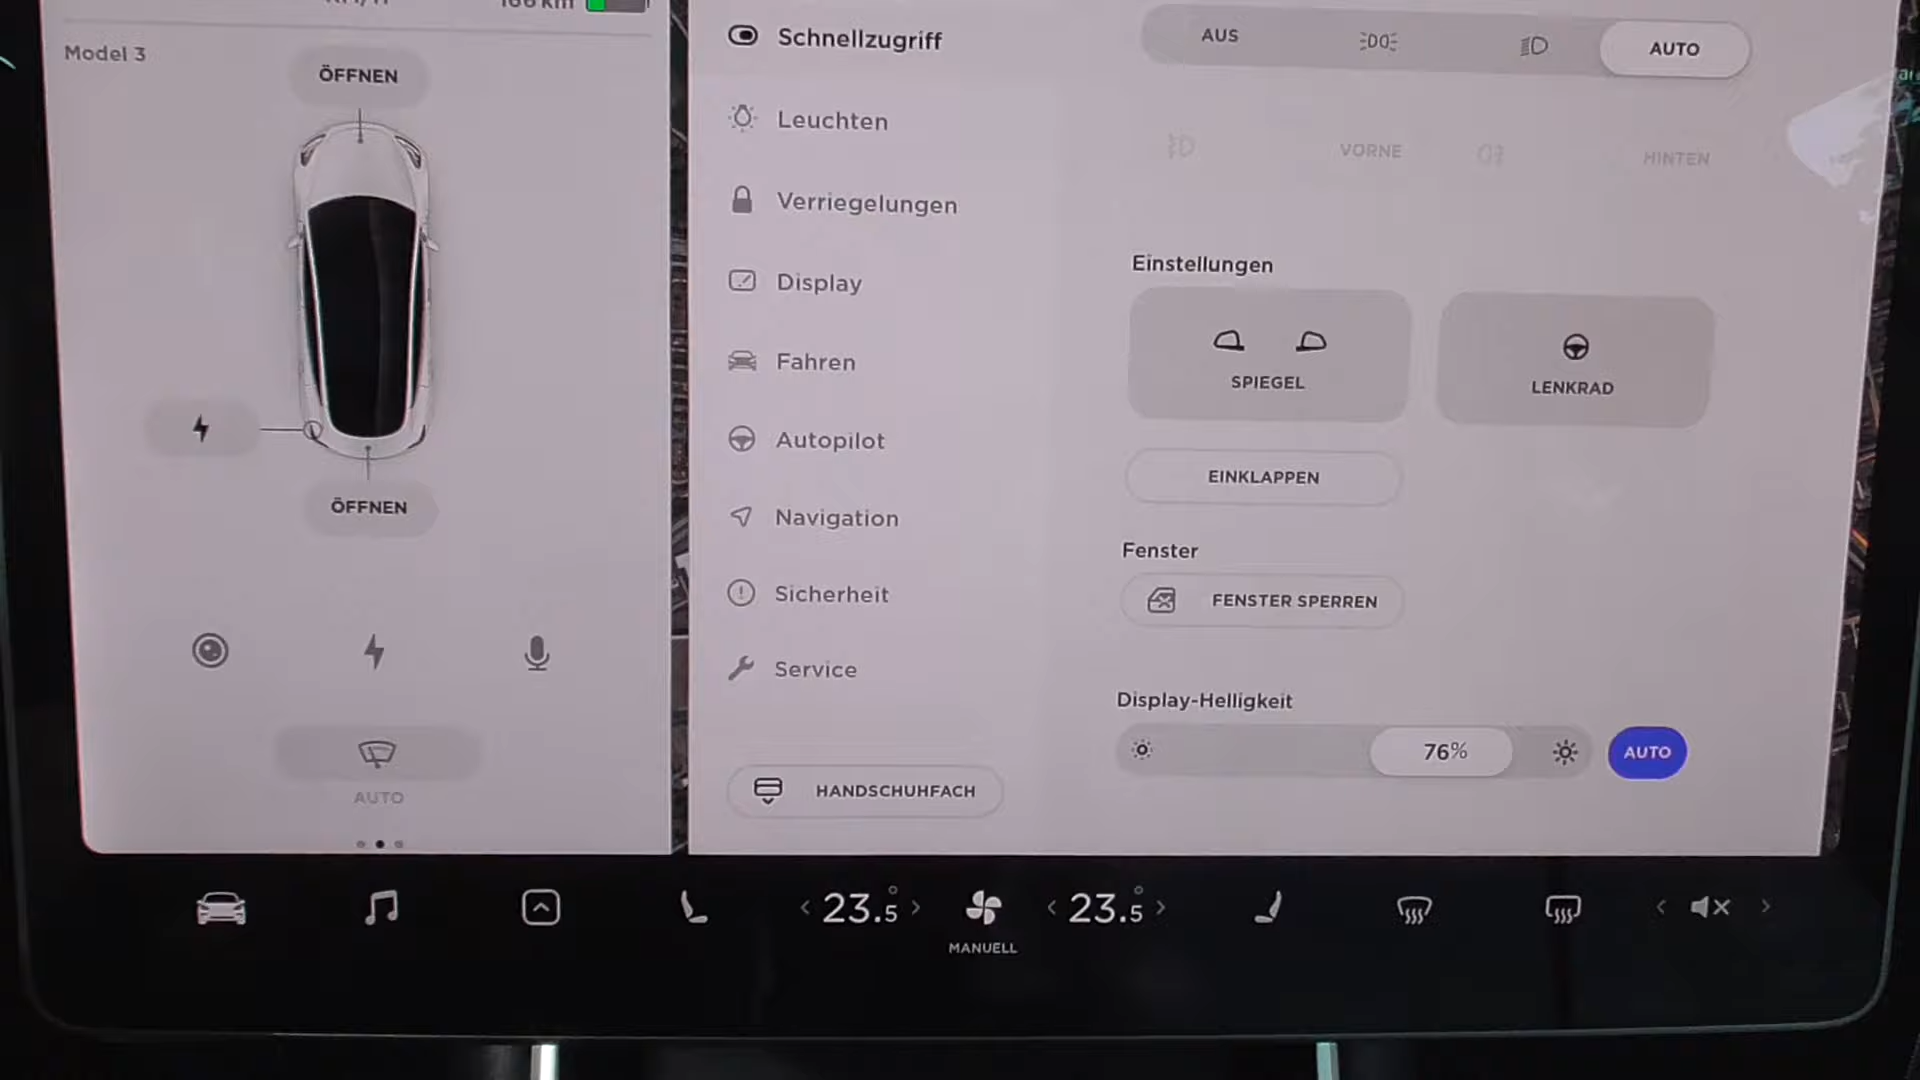 Model 3
ÖFFNEN
ÖFFNEN
AUTO
Schnellzugriff
Leuchten
Verriegelungen
Display
Fahren
Autopilot
Navigation
Sicherheit
Service
HANDSCHUHFACH
AUS
AUTO
VORNE
HINTEN
Einstellungen
SPIEGEL
LENKRAD
EINKLAPPEN
Fenster
FENSTER SPERREN
Display-Helligkeit
76%
AUTO
23.5°
MANUELL
23.5°